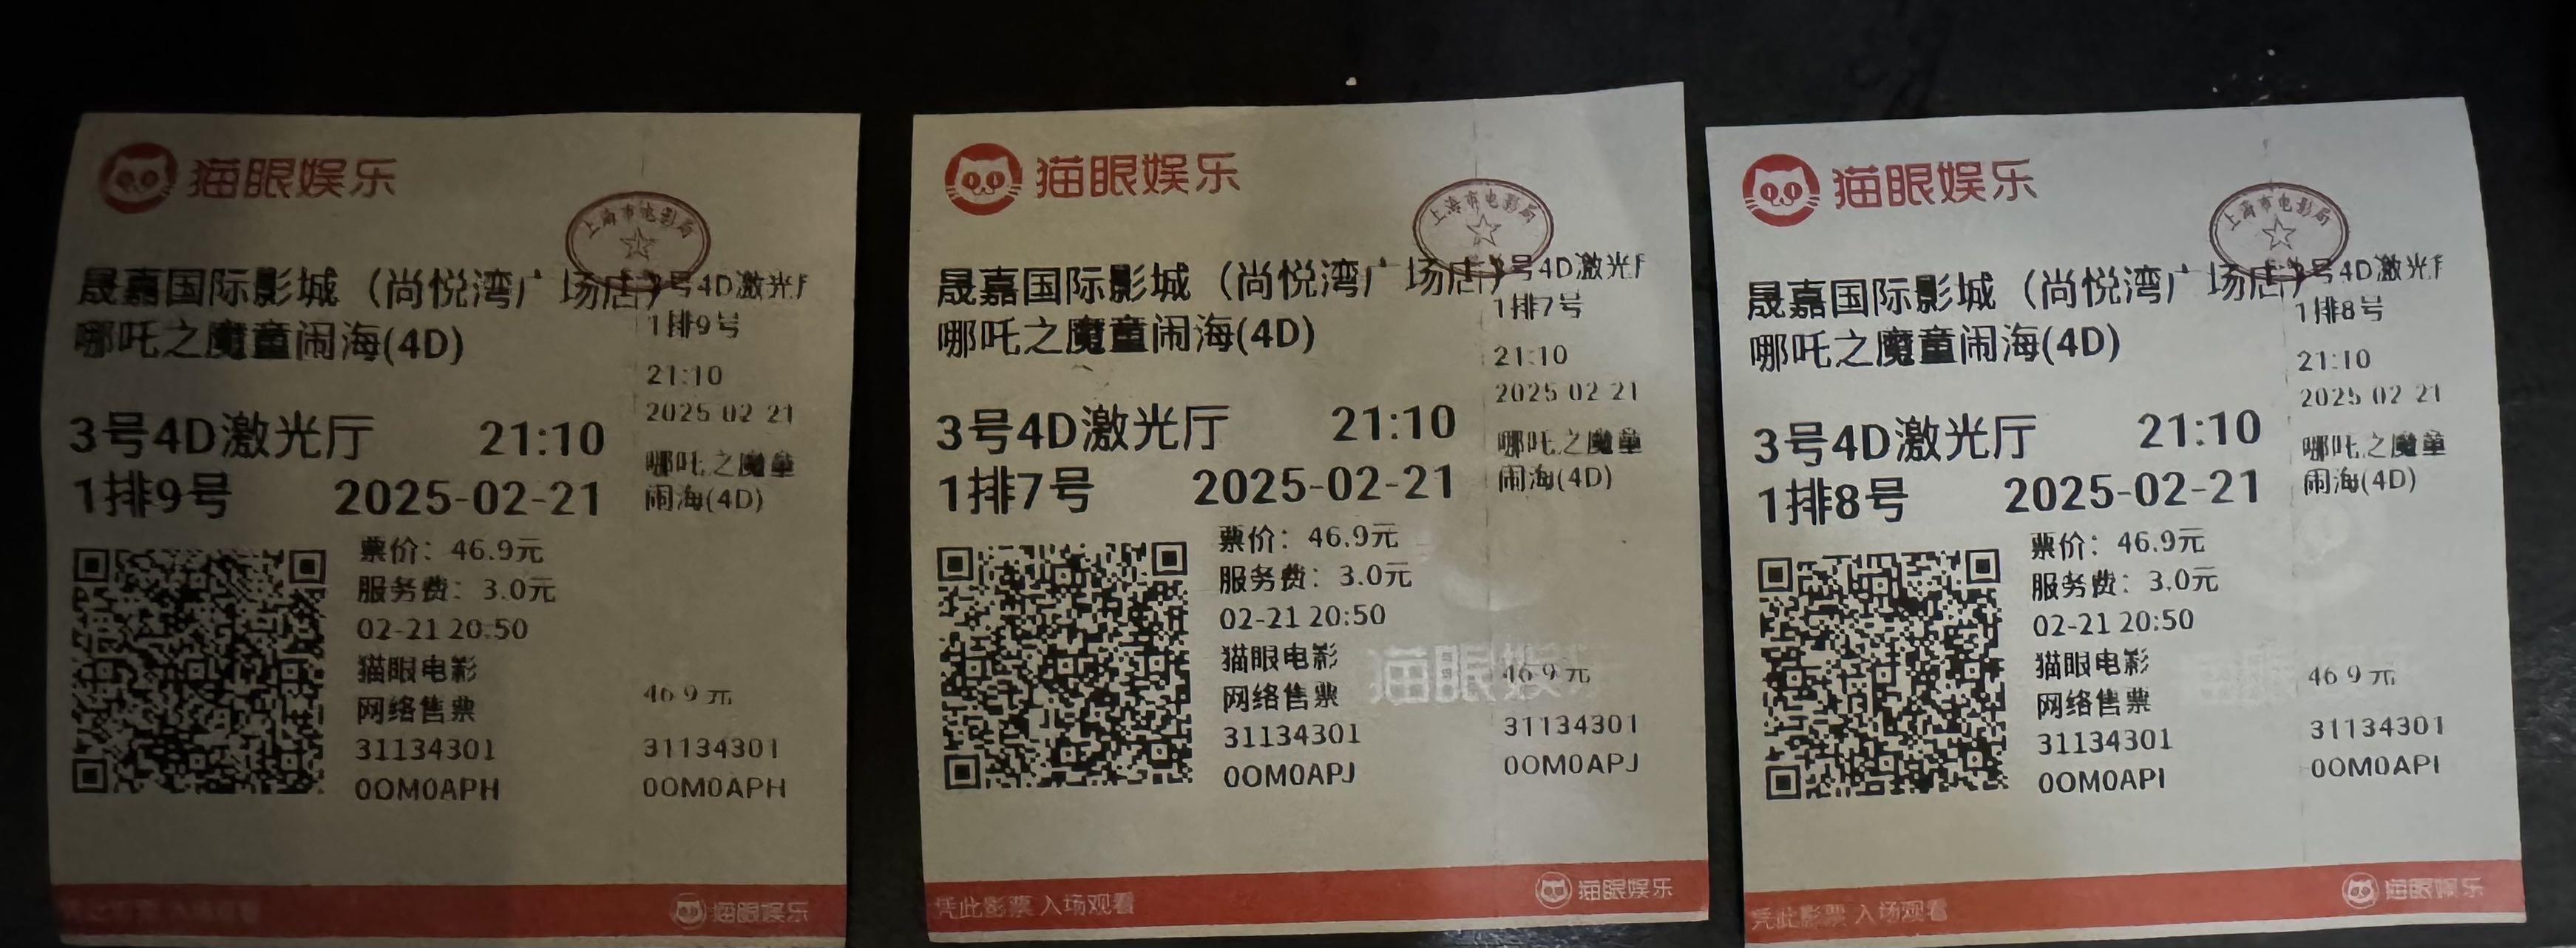 猫眼娱乐
上海市电影局
晟嘉国际影城（尚悦湾广场店）
3号4D激光厅
哪吒之魔童闹海(4D)
1排9号
21:10
2025-02-21
3号4D激光厅 21:10
哪吒之魔童
1排9号 2025-02-21
闹海(4D)
票价：46.9元
服务费：3.0元
02-21 20:50
猫眼电影
46.9元
网络售票
31134301 31134301
0OM0APH 0OM0APH
入场观看 猫眼娱乐
猫眼娱乐
上海市电影局
晟嘉国际影城（尚悦湾广场店）
号4D激光厅
哪吒之魔童闹海(4D)
1排7号
21:10
2025-02-21
3号4D激光厅 21:10
哪吒之魔童
1排7号 2025-02-21
闹海(4D)
票价：46.9元
服务费：3.0元
02-21 20:50
猫眼电影
猫眼娱乐
46.9元
网络售票
31134301 31134301
0OM0APJ 0OM0APJ
凭此影票 入场观看 猫眼娱乐
猫眼娱乐
上海市电影局
晟嘉国际影城（尚悦湾广场店）
号4D激光厅
哪吒之魔童闹海(4D)
1排8号
21:10
2025-02-21
3号4D激光厅 21:10
哪吒之魔童
1排8号 2025-02-21
闹海(4D)
票价：46.9元
服务费：3.0元
02-21 20:50
猫眼电影
46.9元
网络售票
31134301 31134301
0OM0API 0OM0API
凭此影票 入场观看 猫眼娱乐